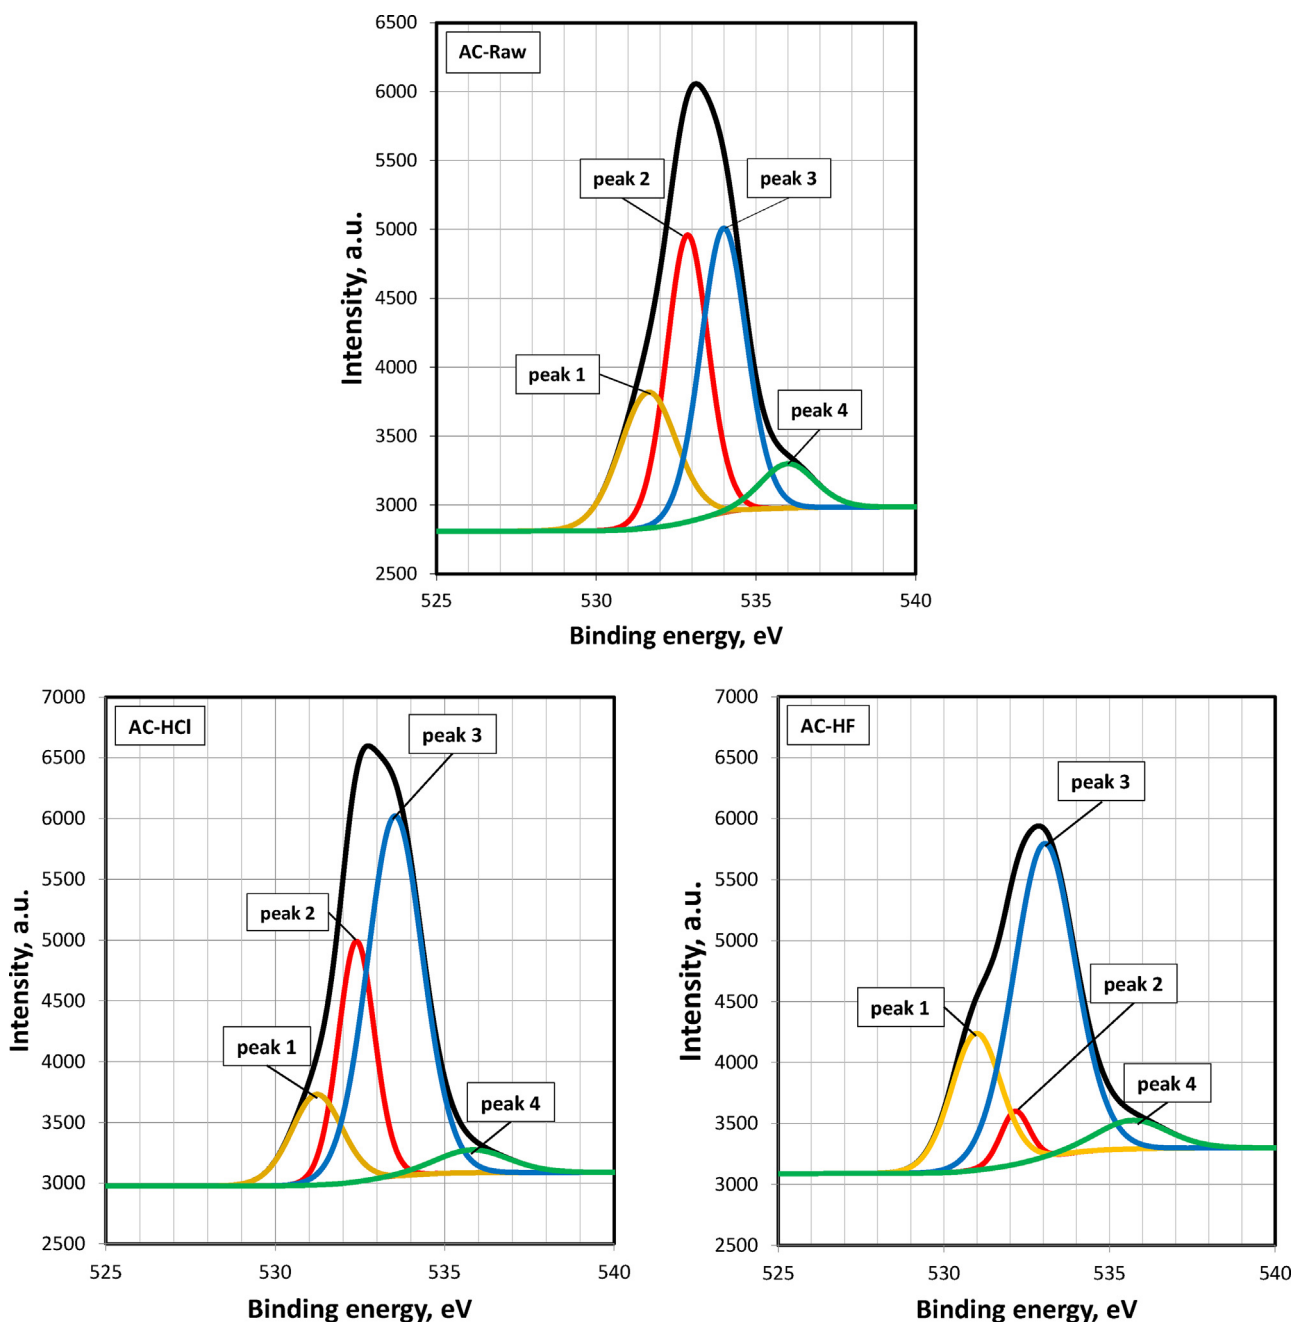 6500
AC-Raw
6000
5500
peak 2
peak 3
5000
4500
4000
peak 1
peak 4
3500
3000
2500
525
530
535
540
Intensity, a.u.
Binding energy, eV
7000
AC-HCl
6500
peak 3
6000
5500
peak 2
5000
4500
4000
peak 1
peak 4
3500
3000
2500
525
530
535
540
Intensity, a.u.
Binding energy, eV
7000
AC-HF
6500
peak 3
6000
5500
5000
peak 2
4500
peak 1
4000
peak 4
3500
3000
2500
525
530
535
540
Intensity, a.u.
Binding energy, eV